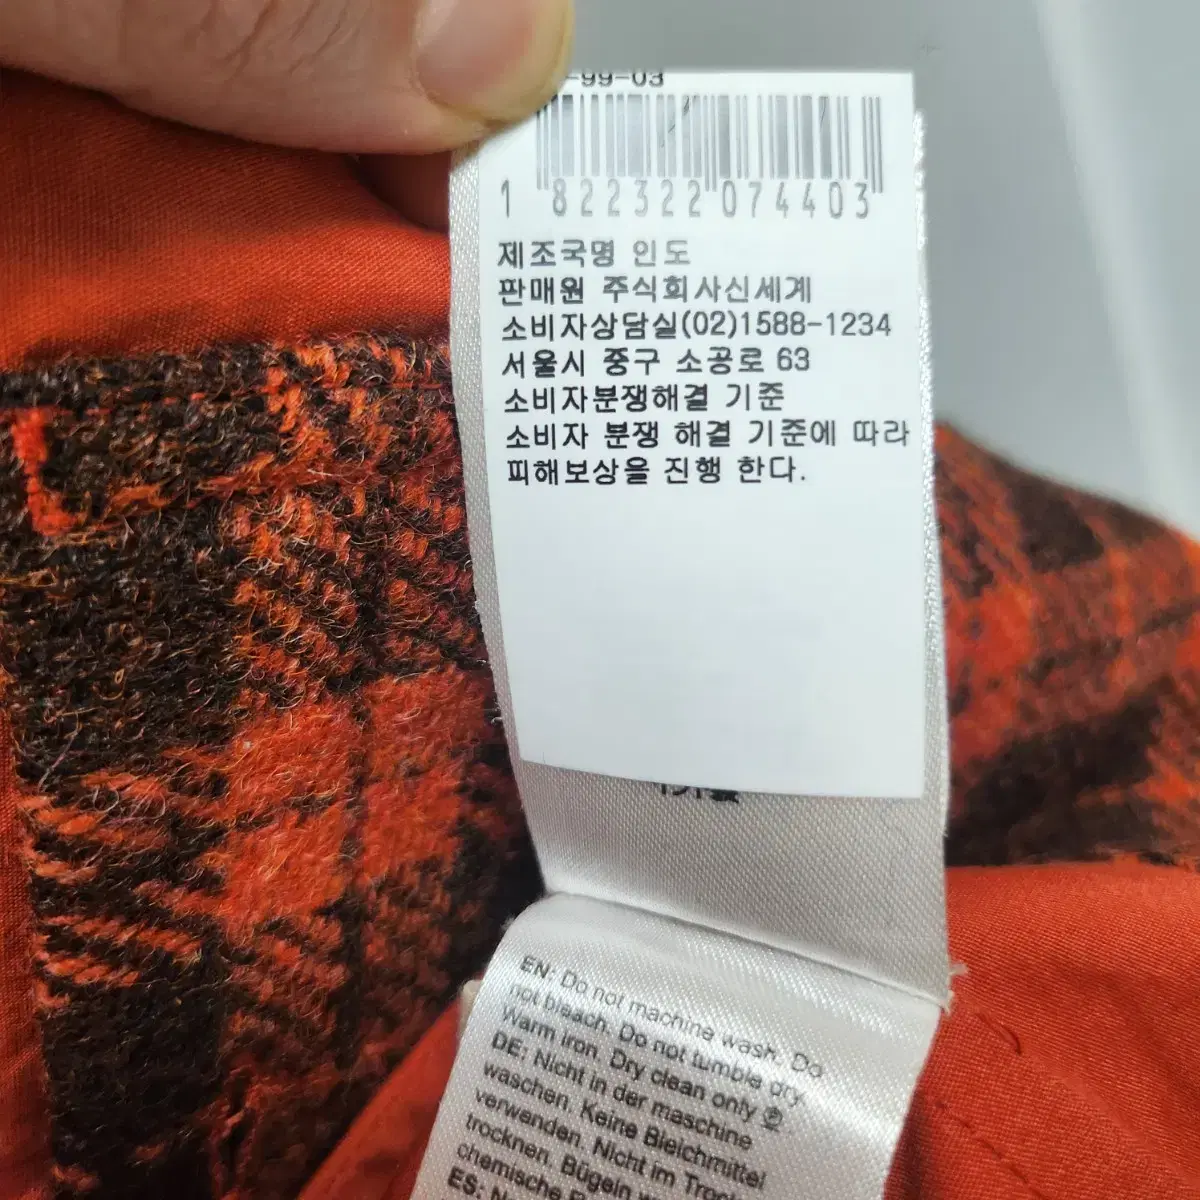 -99-03
1 822322 074403
제조국명 인도
판매원 주식회사신세계
소비자상담실(02)1588-1234
서울시 중구 소공로 63
소비자분쟁해결 기준
소비자 분쟁 해결 기준에 따라
피해보상을 진행 한다.
EN: Do not machine wash. Do
not bleach. Do not tumble dry.
Warm iron. Dry clean only Ⓟ
DE: Nicht in der maschine
waschen. Keine Bleichmittel
verwenden. Nicht im
trocknen. Bügeln
chemische
ES: